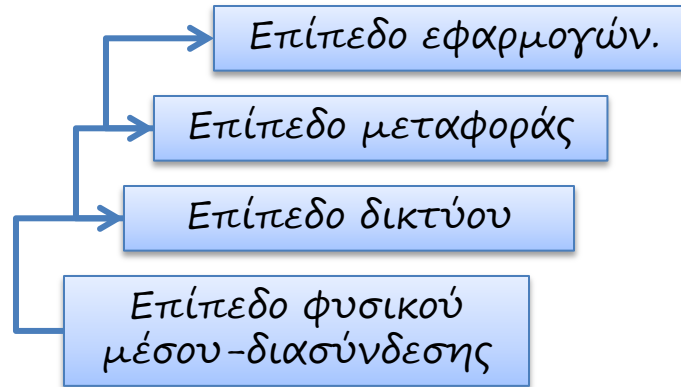 Επίπεδο εφαρμογών.
Επίπεδο μεταφοράς
Επίπεδο δικτύου
Επίπεδο φυσικού
μέσου-διασύνδεσης